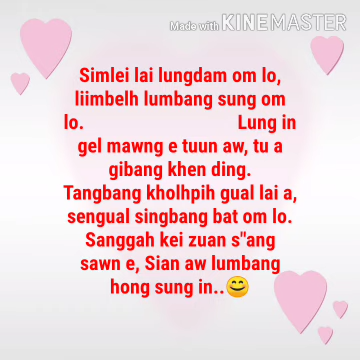 Made with KINEMASTER
Simlei lai lungdam om lo,
liimbelh lumbang sung om
lo. Lung in
gel mawng e tuun aw, tu a
gibang khen ding.
Tangbang kholhpih gual lai a,
sengual singbang bat om lo.
Sanggah kei zuan s"ang
sawn e, Sian aw lumbang
hong sung in..😊